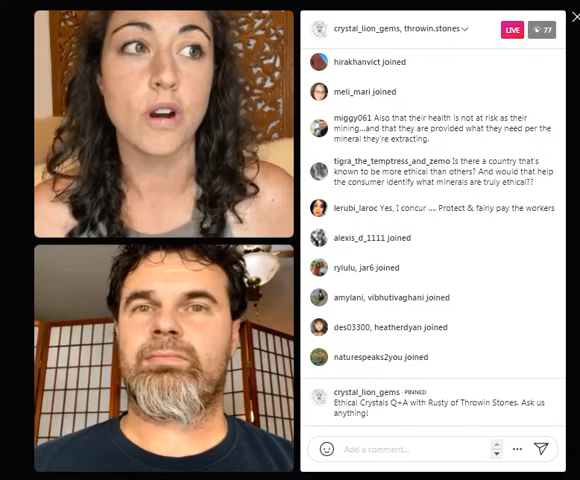 crystal_lion_gems, throwin.stones
LIVE
77
hirakhanvict joined
meli_mari joined
miggy061 Also that their health is not at risk as their
mining...and that they are provided what they need per the
mineral they're extracting.
tigra_the_temptress_and_zemo Is there a country that's
known to be more ethical than others? And would that help
the consumer identify what minerals are truly ethical??
lerubi_laroc Yes, I concur .... Protect & fairly pay the workers
alexis_d_1111 joined
rylulu, jar6 joined
amylani, vibhutivaghani joined
des03300, heatherdyan joined
naturespeaks2you joined
crystal_lion_gems · PINNED
Ethical Crystals Q+A with Rusty of Throwin Stones. Ask us
anything!
Add a comment...